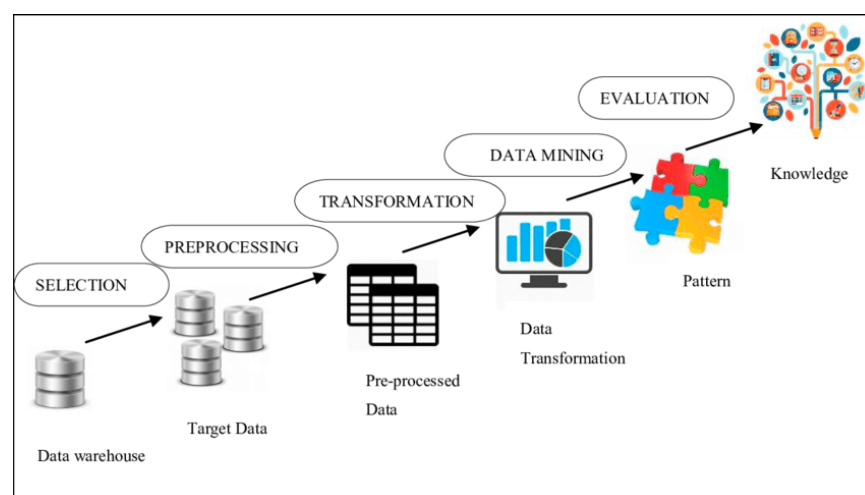 EVALUATION
Knowledge
DATA MINING
Pattern
TRANSFORMATION
Data
Transformation
PREPROCESSING
Pre-processed
Data
SELECTION
Target Data
Data warehouse